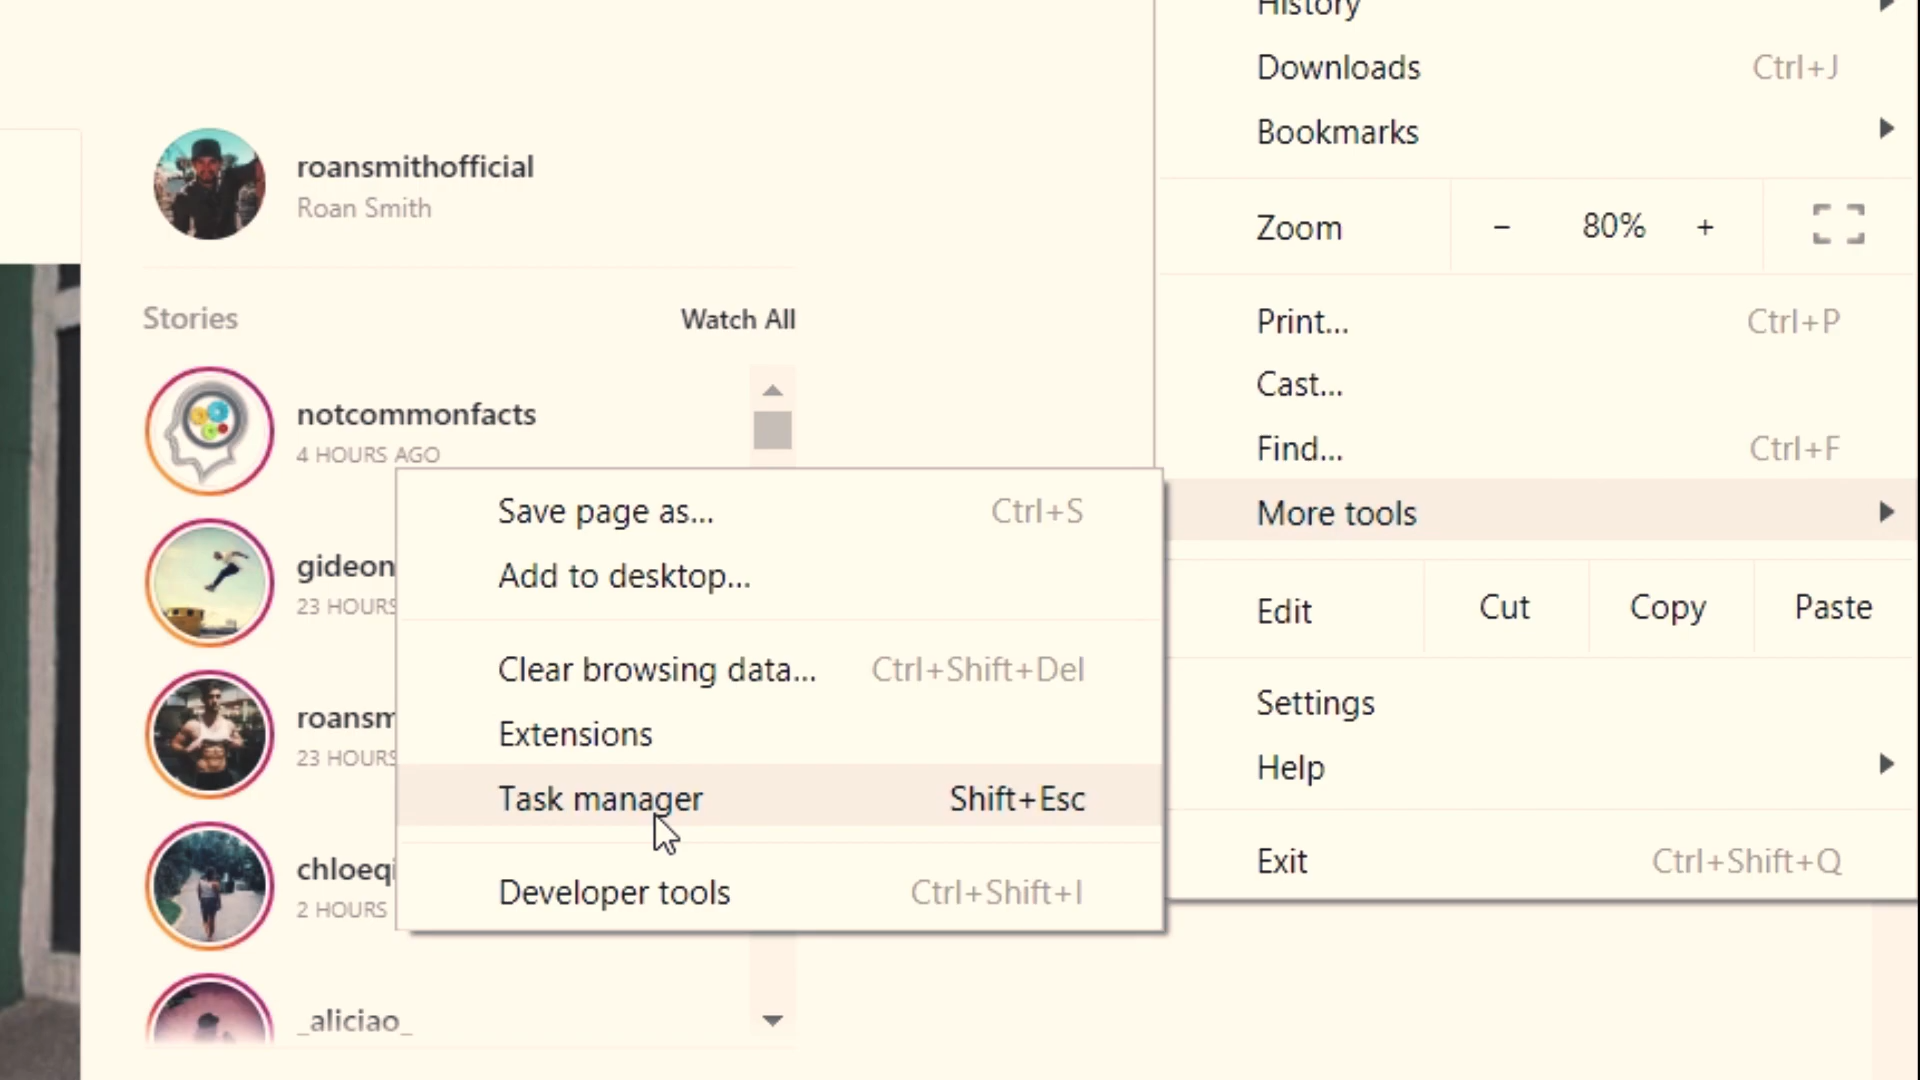 roansmithofficial
Roan Smith
Stories
Watch All
notcommonfacts
4 HOURS AGO
gideon
23 HOURS
roansm
23 HOURS
chloeqi
2 HOURS
_aliciao_
Save page as...
Ctrl+S
Add to desktop...
Clear browsing data...
Ctrl+Shift+Del
Extensions
Task manager
Shift+Esc
Developer tools
Ctrl+Shift+I
History
Downloads
Ctrl+J
Bookmarks
Zoom
−
80%
+
Print...
Ctrl+P
Cast...
Find...
Ctrl+F
More tools
Edit
Cut
Copy
Paste
Settings
Help
Exit
Ctrl+Shift+Q